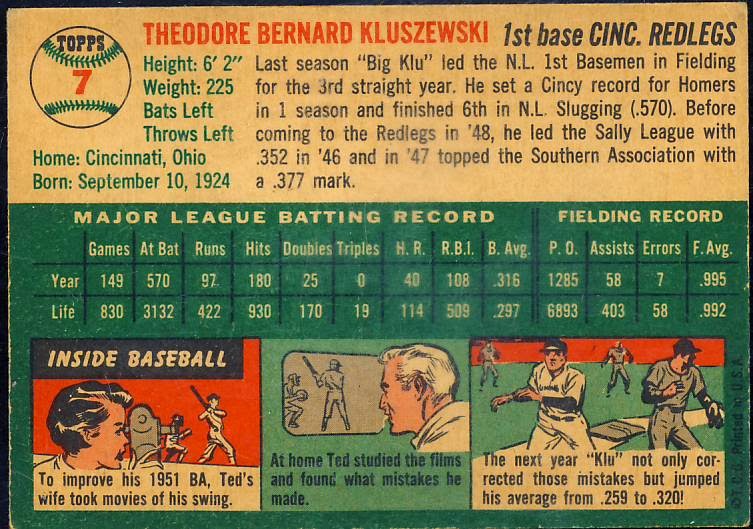 TOPPS
7
THEODORE BERNARD KLUSZEWSKI
1st base CINC. REDLEGS
Height: 6' 2"
Weight: 225
Bats Left
Throws Left
Home: Cincinnati, Ohio
Born: September 10, 1924
Last season "Big Klu" led the N.L. 1st Basemen in Fielding
for the 3rd straight year. He set a Cincy record for Homers
in 1 season and finished 6th in N.L. Slugging (.570). Before
coming to the Redlegs in '48, he led the Sally League with
.352 in '46 and in '47 topped the Southern Association with
a .377 mark.
MAJOR LEAGUE BATTING RECORD FIELDING RECORD
Games At Bat Runs Hits Doubles Triples H. R. R.B.I. B. Avg. P. O. Assists Errors F. Avg.
Year 149 570 97 180 25 0 40 108 .316 1285 58 7 .995
Life 830 3132 422 930 170 19 114 509 .297 6893 403 58 .992
INSIDE BASEBALL
To improve his 1951 BA, Ted's
wife took movies of his swing.
At home Ted studied the films
and found what mistakes he
made.
The next year "Klu" not only cor-
rected those mistakes but jumped
his average from .259 to .320!
©T.C.G. Printed in U.S.A.